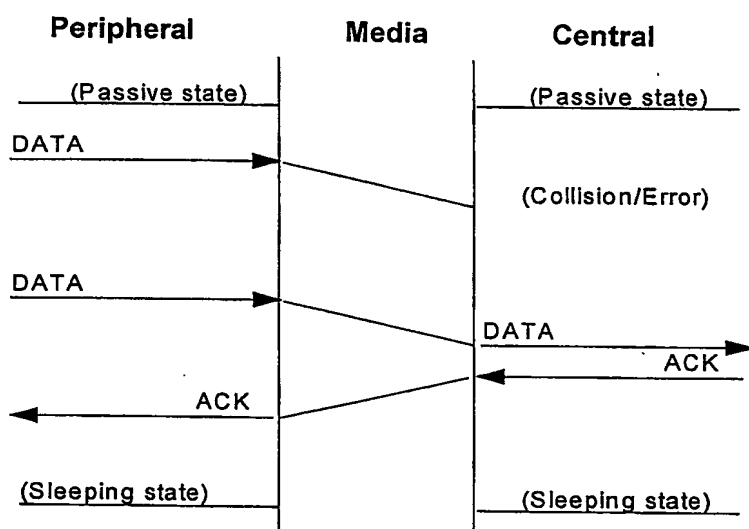 Peripheral Media Central
(Passive state) (Passive state)
DATA
(Collision/Error)
DATA
DATA
ACK
ACK
(Sleeping state) (Sleeping state)